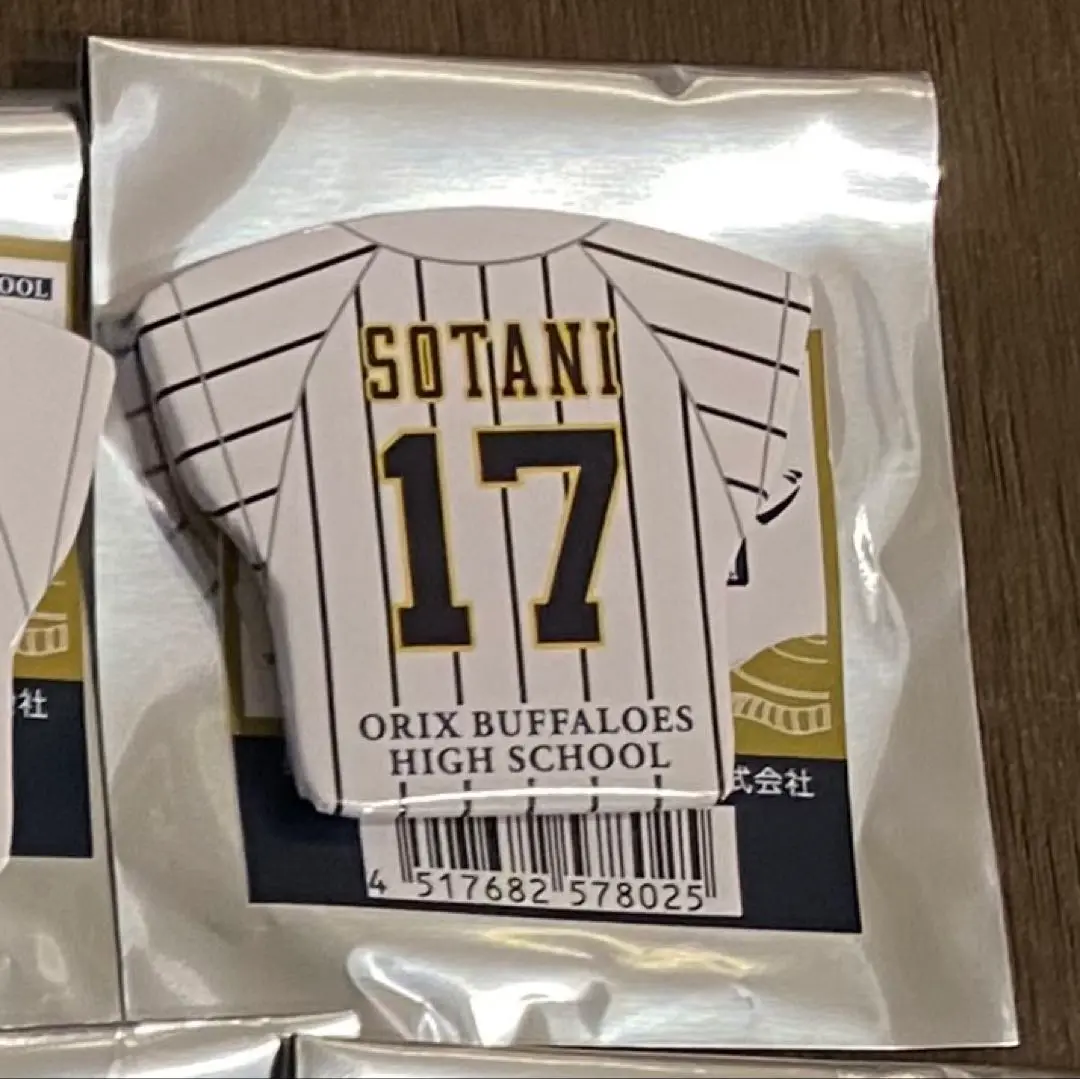 OOL
SOTANI
17
ORIX BUFFALOES
HIGH SCHOOL
社
式会社
4 517682 578025